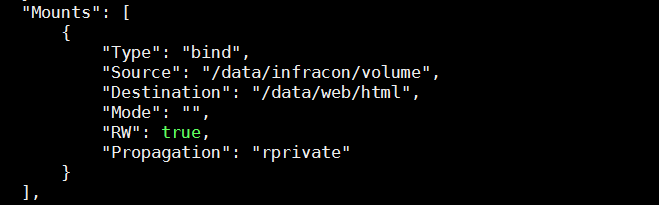 "Mounts": [
{
"Type": "bind",
"Source": "/data/infracon/volume",
"Destination": "/data/web/html",
"Mode": "",
"RW": true,
"Propagation": "rprivate"
}
],